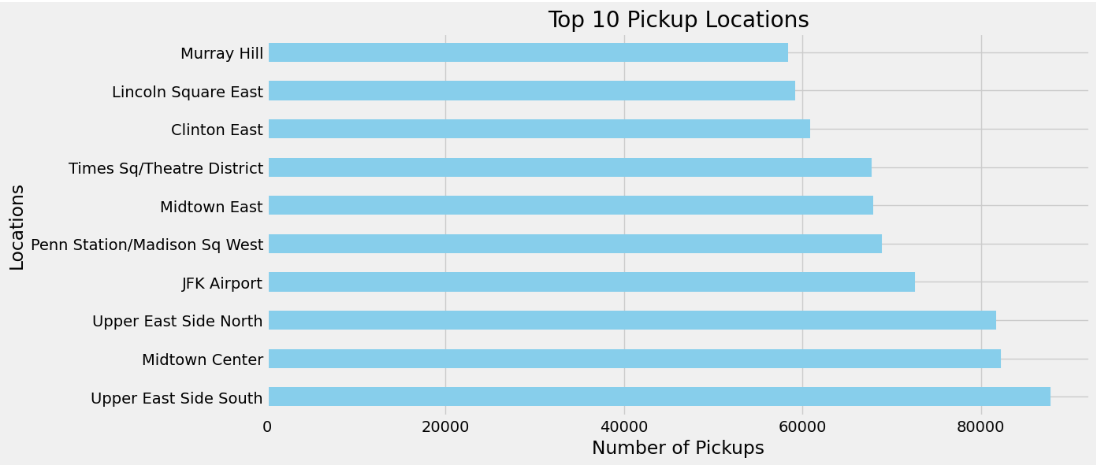 Top 10 Pickup Locations
Murray Hill
Lincoln Square East
Clinton East
Times Sq/Theatre District
Midtown East
Penn Station/Madison Sq West
JFK Airport
Upper East Side North
Midtown Center
Upper East Side South
Locations
0 20000 40000 60000 80000
Number of Pickups